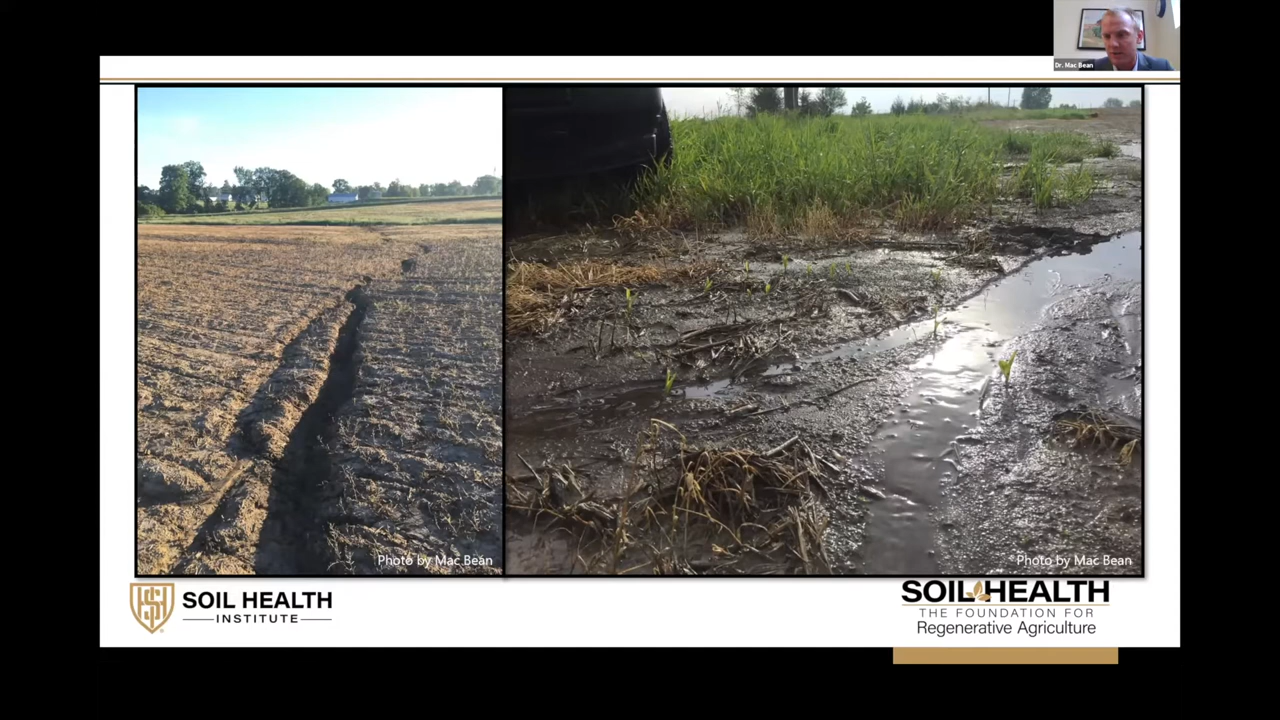 Dr. Mac Bean
Photo by Mac Bean
Photo by Mac Bean
SOIL HEALTH
INSTITUTE
SOIL HEALTH
THE FOUNDATION FOR
Regenerative Agriculture